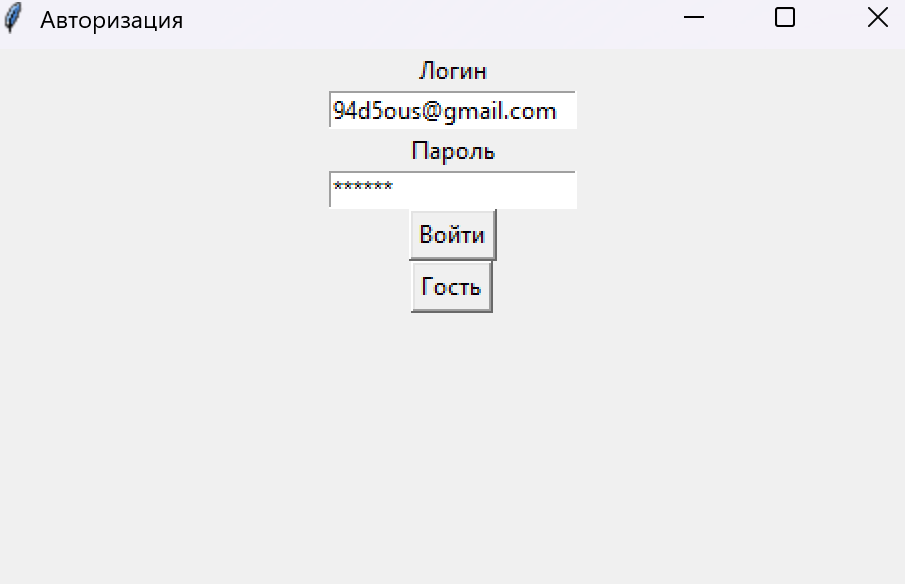 Авторизация
Логин
94d5ous@gmail.com
Пароль
******
Войти
Гость